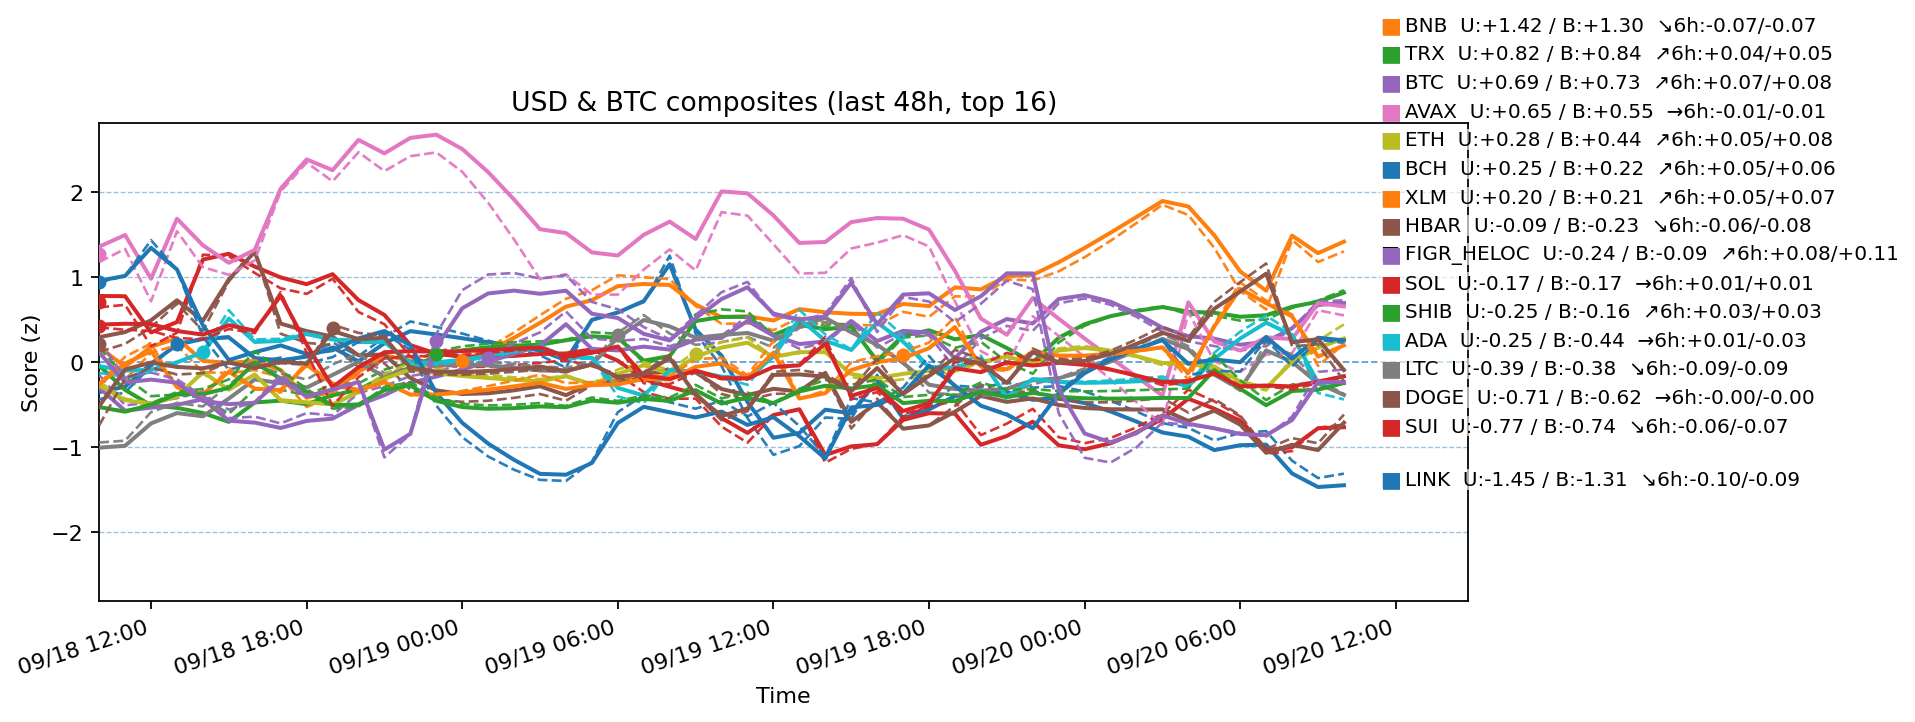 BNB  U:+1.42 / B:+1.30  ↘6h:-0.07/-0.07
TRX  U:+0.82 / B:+0.84  ↗6h:+0.04/+0.05
BTC  U:+0.69 / B:+0.73  ↗6h:+0.07/+0.08
USD & BTC composites (last 48h, top 16)
AVAX  U:+0.65 / B:+0.55  →6h:-0.01/-0.01
ETH  U:+0.28 / B:+0.44  ↗6h:+0.05/+0.08
BCH  U:+0.25 / B:+0.22  ↗6h:+0.05/+0.06
XLM  U:+0.20 / B:+0.21  ↗6h:+0.05/+0.07
HBAR  U:-0.09 / B:-0.23  ↘6h:-0.06/-0.08
FIGR_HELOC  U:-0.24 / B:-0.09  ↗6h:+0.08/+0.11
SOL  U:-0.17 / B:-0.17  →6h:+0.01/+0.01
SHIB  U:-0.25 / B:-0.16  ↗6h:+0.03/+0.03
ADA  U:-0.25 / B:-0.44  →6h:+0.01/-0.03
LTC  U:-0.39 / B:-0.38  ↘6h:-0.09/-0.09
DOGE  U:-0.71 / B:-0.62  →6h:-0.00/-0.00
SUI  U:-0.77 / B:-0.74  ↘6h:-0.06/-0.07
LINK  U:-1.45 / B:-1.31  ↘6h:-0.10/-0.09
Score (z)
2
1
0
−1
−2
09/18 12:00
09/18 18:00
09/19 00:00
09/19 06:00
09/19 12:00
09/19 18:00
09/20 00:00
09/20 06:00
09/20 12:00
Time